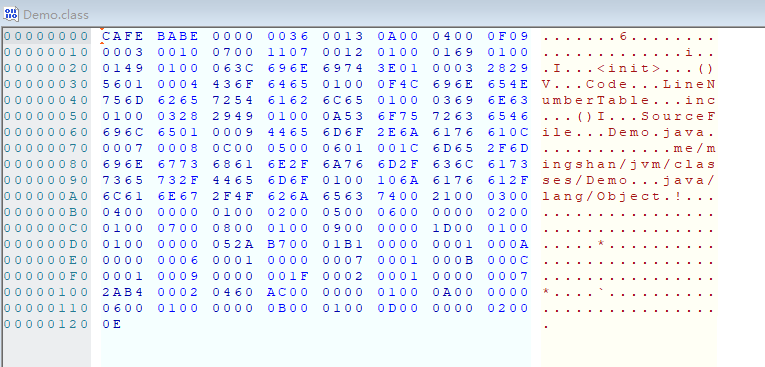 Demo.class
00000000 CAFE BABE 0000 0036 0013 0A00 0400 0F09 .......6........
00000010 0003 0010 0700 1107 0012 0100 0169 0100 .............i..
00000020 0149 0100 063C 696E 6974 3E01 0003 2829 .I...<init>...()
00000030 5601 0004 436F 6465 0100 0F4C 696E 654E V...Code...LineN
00000040 756D 6265 7254 6162 6C65 0100 0369 6E63 umberTable...inc
00000050 0100 0328 2949 0100 0A53 6F75 7263 6546 ...()I...SourceF
00000060 696C 6501 0009 4465 6D6F 2E6A 6176 610C ile...Demo.java.
00000070 0007 0008 0C00 0500 0601 001C 6D65 2F6D ............me/m
00000080 696E 6773 6861 6E2F 6A76 6D2F 636C 6173 ingshan/jvm/clas
00000090 7365 732F 4465 6D6F 0100 106A 6176 612F ses/Demo...java/
000000A0 6C61 6E67 2F4F 626A 6563 7400 2100 0300 lang/Object.!...
000000B0 0400 0000 0100 0200 0500 0600 0000 0200 ................
000000C0 0100 0700 0800 0100 0900 0000 1D00 0100 ................
000000D0 0100 0000 052A B700 01B1 0000 0001 000A .....*..........
000000E0 0000 0006 0001 0000 0007 0001 000B 000C ................
000000F0 0001 0009 0000 001F 0002 0001 0000 0007 ................
00000100 2AB4 0002 0460 AC00 0000 0100 0A00 0000 *....`..........
00000110 0600 0100 0000 0B00 0100 0D00 0000 0200 ................
00000120 0E .